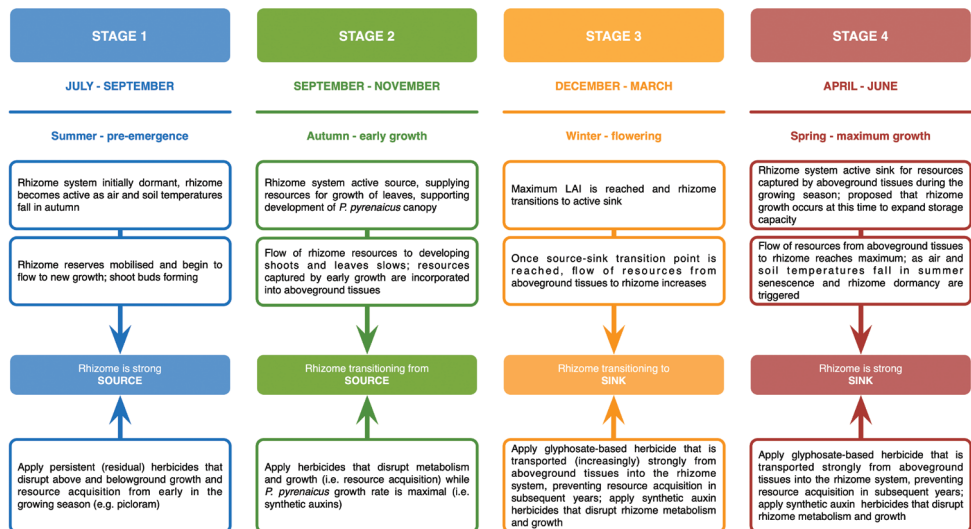 STAGE 1
JULY - SEPTEMBER
Summer - pre-emergence
Rhizome system initially dormant, rhizome
becomes active as air and soil temperatures
fall in autumn
Rhizome reserves mobilised and begin to
flow to new growth; shoot buds forming
Rhizome is strong
SOURCE
Apply persistent (residual) herbicides that
disrupt above and belowground growth and
resource acquisition from early in the
growing season (e.g. picloram)
STAGE 2
SEPTEMBER - NOVEMBER
Autumn - early growth
Rhizome system active source, supplying
resources for growth of leaves, supporting
development of P. pyrenaicus canopy
Flow of rhizome resources to developing
shoots and leaves slows; resources
captured by early growth are incorporated
into aboveground tissues
Rhizome transitioning from
SOURCE
Apply herbicides that disrupt metabolism
and growth (i.e. resource acquisition) while
P. pyrenaicus growth rate is maximal (i.e.
synthetic auxins)
STAGE 3
DECEMBER - MARCH
Winter - flowering
Maximum LAI is reached and rhizome
transitions to active sink
Once source-sink transition point is
reached, flow of resources from
aboveground tissues to rhizome increases
Rhizome transitioning to
SINK
Apply glyphosate-based herbicide that is
transported (increasingly) strongly from
aboveground tissues into the rhizome
system, preventing resource acquisition in
subsequent years; apply synthetic auxin
herbicides that disrupt rhizome metabolism
and growth
STAGE 4
APRIL - JUNE
Spring - maximum growth
Rhizome system active sink for resources
captured by aboveground tissues during the
growing season; proposed that rhizome
growth occurs at this time to expand storage
capacity
Flow of resources from aboveground tissues
to rhizome reaches maximum; as air and
soil temperatures fall in summer
senescence and rhizome dormancy are
triggered
Rhizome is strong
SINK
Apply glyphosate-based herbicide that is
transported strongly from aboveground
tissues into the rhizome system, preventing
resource acquisition in subsequent years;
apply synthetic auxin herbicides that disrupt
rhizome metabolism and growth